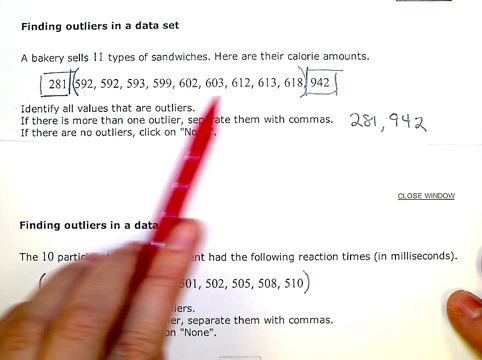 Finding outliers in a data set
A bakery sells 11 types of sandwiches. Here are their calorie amounts.
281, 592, 592, 593, 599, 602, 603, 612, 613, 618, 942
Identify all values that are outliers.
If there is more than one outlier, separate them with commas. 281, 942
If there are no outliers, click on "None".
CLOSE WINDOW
Finding outliers in a data
The 10 had the following reaction times (in milliseconds).
501, 502, 505, 508, 510
separate them with commas.
on "None".